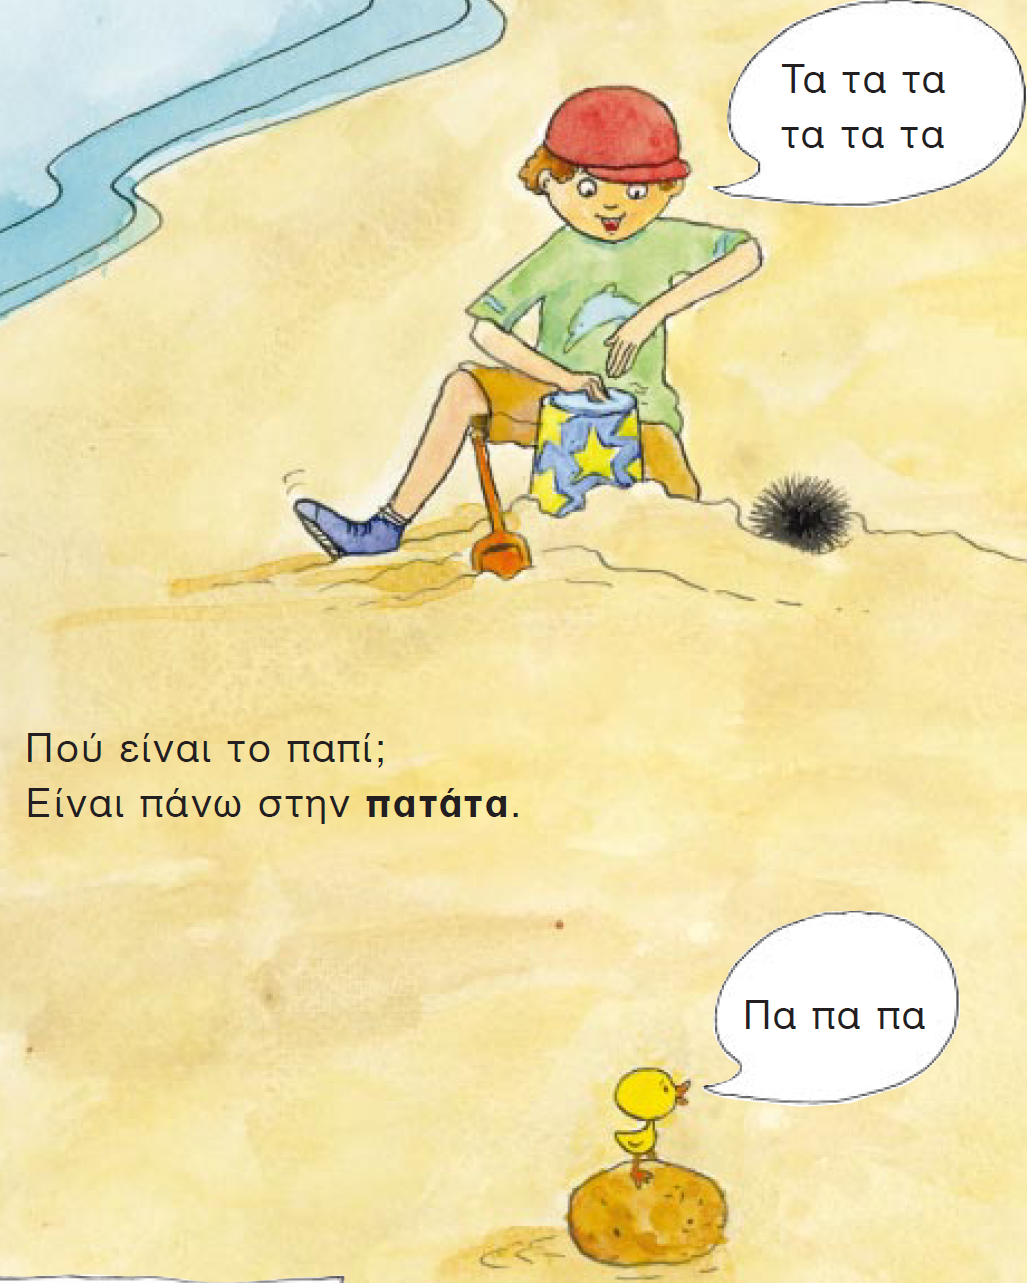 Τα τα τα
τα τα τα
Πού είναι το παπί;
Είναι πάνω στην πατάτα.
Πα πα πα